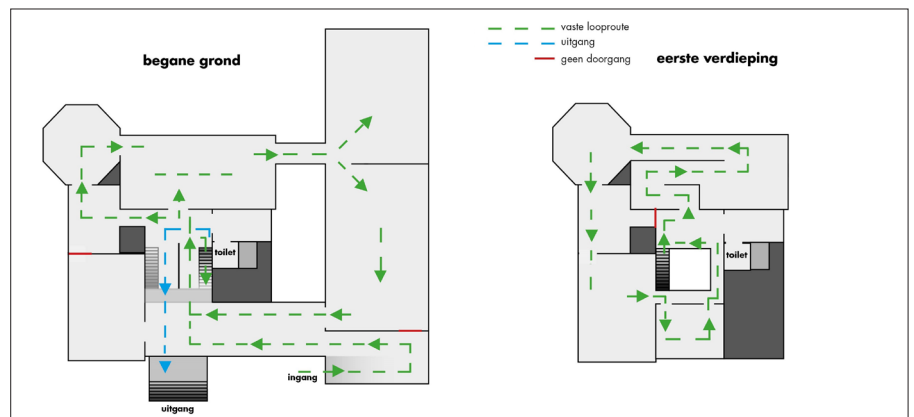 vaste looproute
uitgang
geen doorgang
begane grond
eerste verdieping
toilet
ingang
uitgang
toilet